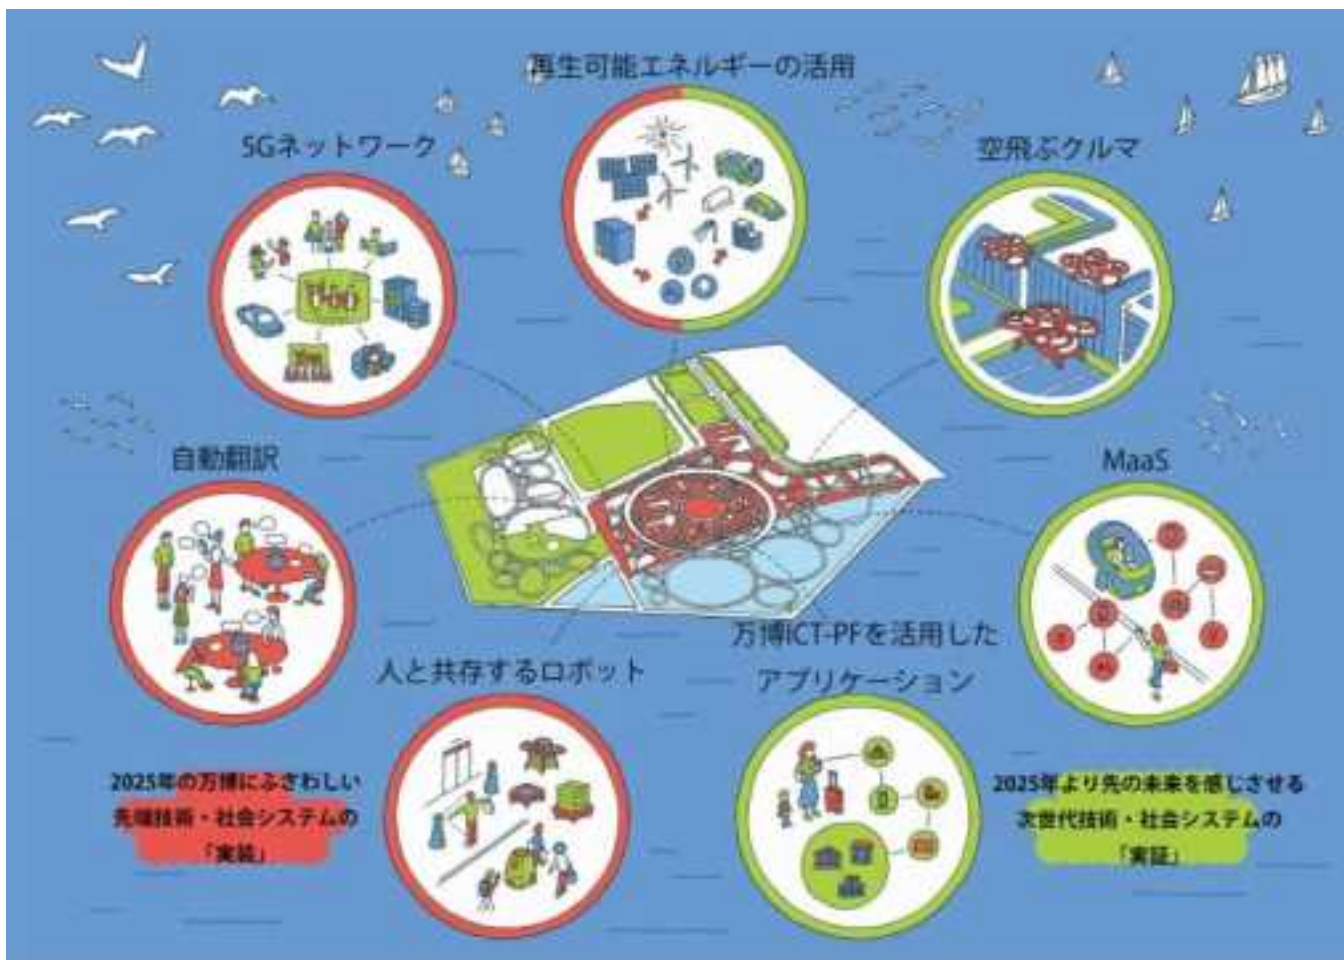 再生可能エネルギーの活用
5Gネットワーク
空飛ぶクルマ
自動翻訳
MaaS
人と共存するロボット
万博ICT-PFを活用した
アプリケーション
2025年の万博にふさわしい
先端技術・社会システムの
「実装」
2025年より先の未来を感じさせる
次世代技術・社会システムの
「実証」